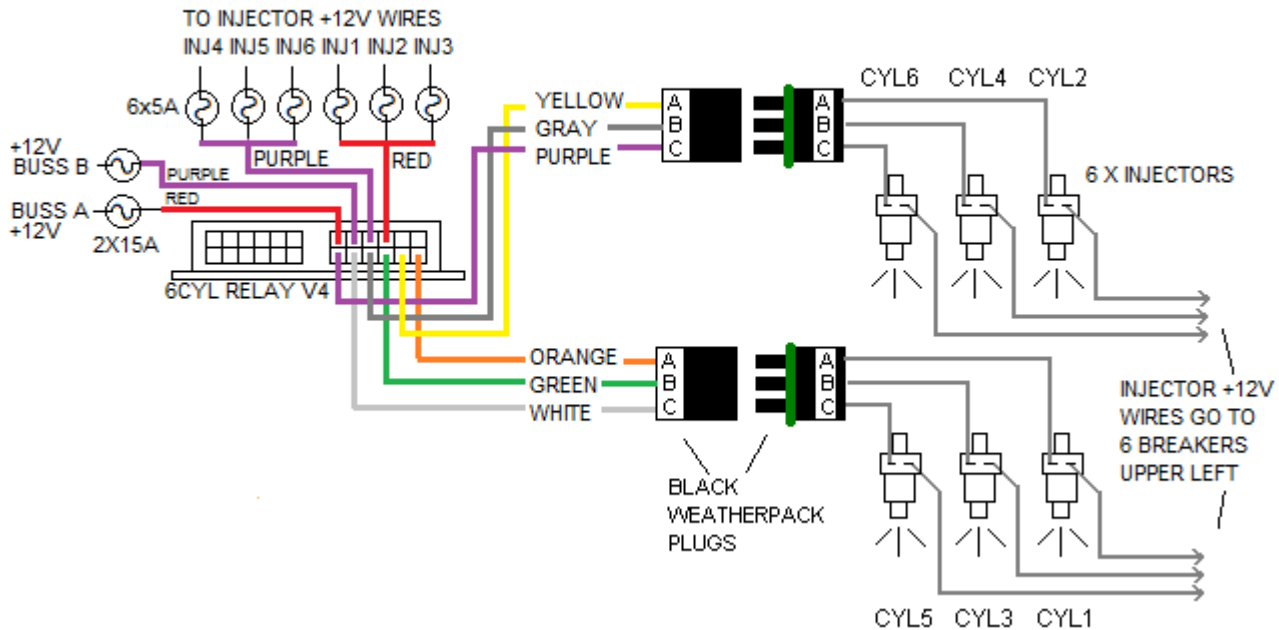 TO INJECTOR +12V WIRES
INJ4 INJ5 INJ6 INJ1 INJ2 INJ3
6x5A
PURPLE
RED
+12V
BUSS B
PURPLE
BUSS A
+12V
RED
2X15A
6CYL RELAY V4
YELLOW
GRAY
PURPLE
A
B
C
A
B
C
CYL6 CYL4 CYL2
6 X INJECTORS
ORANGE
GREEN
WHITE
A
B
C
A
B
C
BLACK
WEATHERPACK
PLUGS
INJECTOR +12V
WIRES GO TO
6 BREAKERS
UPPER LEFT
CYL5 CYL3 CYL1